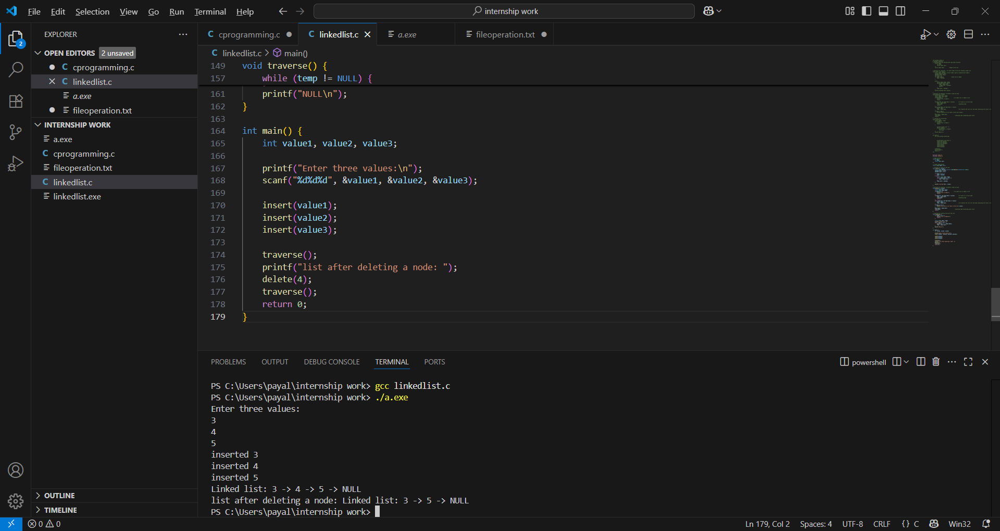 File Edit Selection View Go Run Terminal Help
internship work
EXPLORER
OPEN EDITORS 2 unsaved
C cprogramming.c
C linkedlist.c
a.exe
fileoperation.txt
INTERNSHIP WORK
a.exe
C cprogramming.c
fileoperation.txt
C linkedlist.c
linkedlist.exe
OUTLINE
TIMELINE
2
C cprogramming.c
C linkedlist.c
a.exe
fileoperation.txt
C linkedlist.c > main()
149 void traverse() {
157     while (temp != NULL) {
161     printf("NULL\n");
162 }
163
164 int main() {
165     int value1, value2, value3;
166
167     printf("Enter three values:\n");
168     scanf("%d%d%d", &value1, &value2, &value3);
169
170     insert(value1);
171     insert(value2);
172     insert(value3);
173
174     traverse();
175     printf("list after deleting a node: ");
176     delete(4);
177     traverse();
178     return 0;
179 }
PROBLEMS OUTPUT DEBUG CONSOLE TERMINAL PORTS
powershell
PS C:\Users\payal\internship work> gcc linkedlist.c
PS C:\Users\payal\internship work> ./a.exe
Enter three values:
3
4
5
inserted 3
inserted 4
inserted 5
Linked list: 3 -> 4 -> 5 -> NULL
list after deleting a node: Linked list: 3 -> 5 -> NULL
PS C:\Users\payal\internship work>
0 0
Ln 179, Col 2 Spaces: 4 UTF-8 CRLF {} C Win32